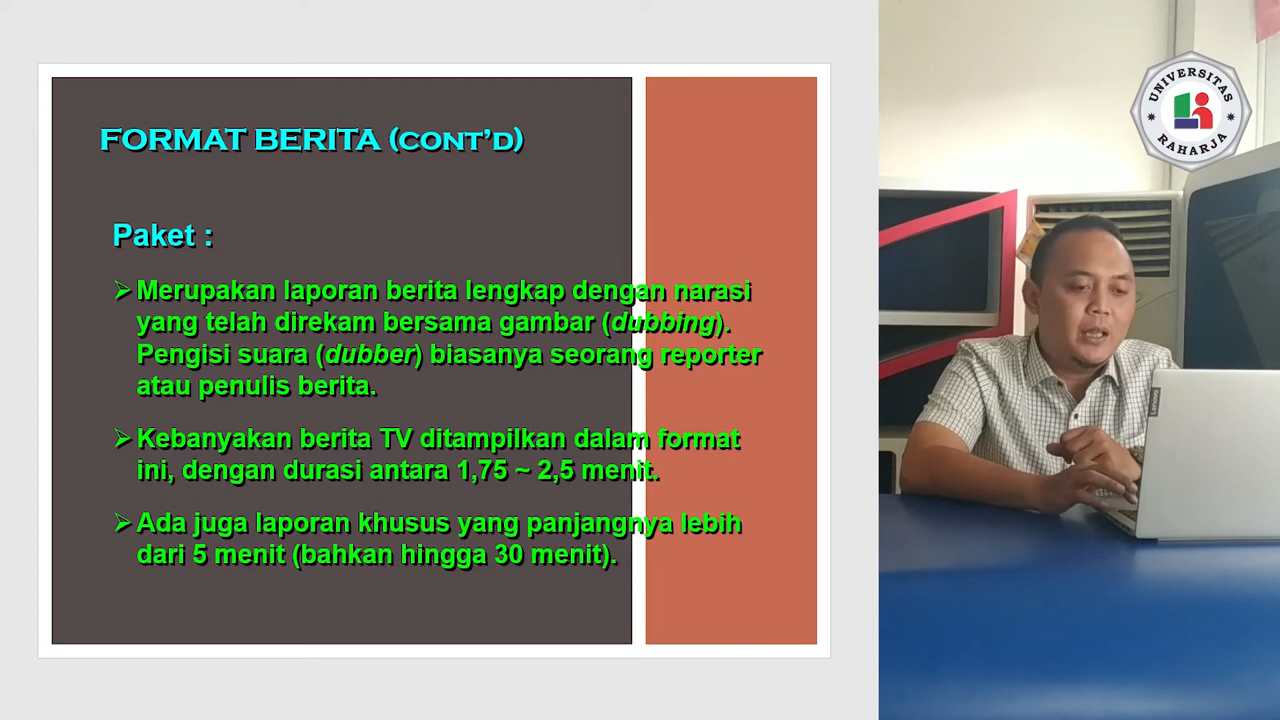 FORMAT BERITA (CONT'D)
Paket :
➢ Merupakan laporan berita lengkap dengan narasi
yang telah direkam bersama gambar (dubbing).
Pengisi suara (dubber) biasanya seorang reporter
atau penulis berita.
➢ Kebanyakan berita TV ditampilkan dalam format
ini, dengan durasi antara 1,75 ~ 2,5 menit.
➢ Ada juga laporan khusus yang panjangnya lebih
dari 5 menit (bahkan hingga 30 menit).
UNIVERSITAS
RAHARJA
Lenovo